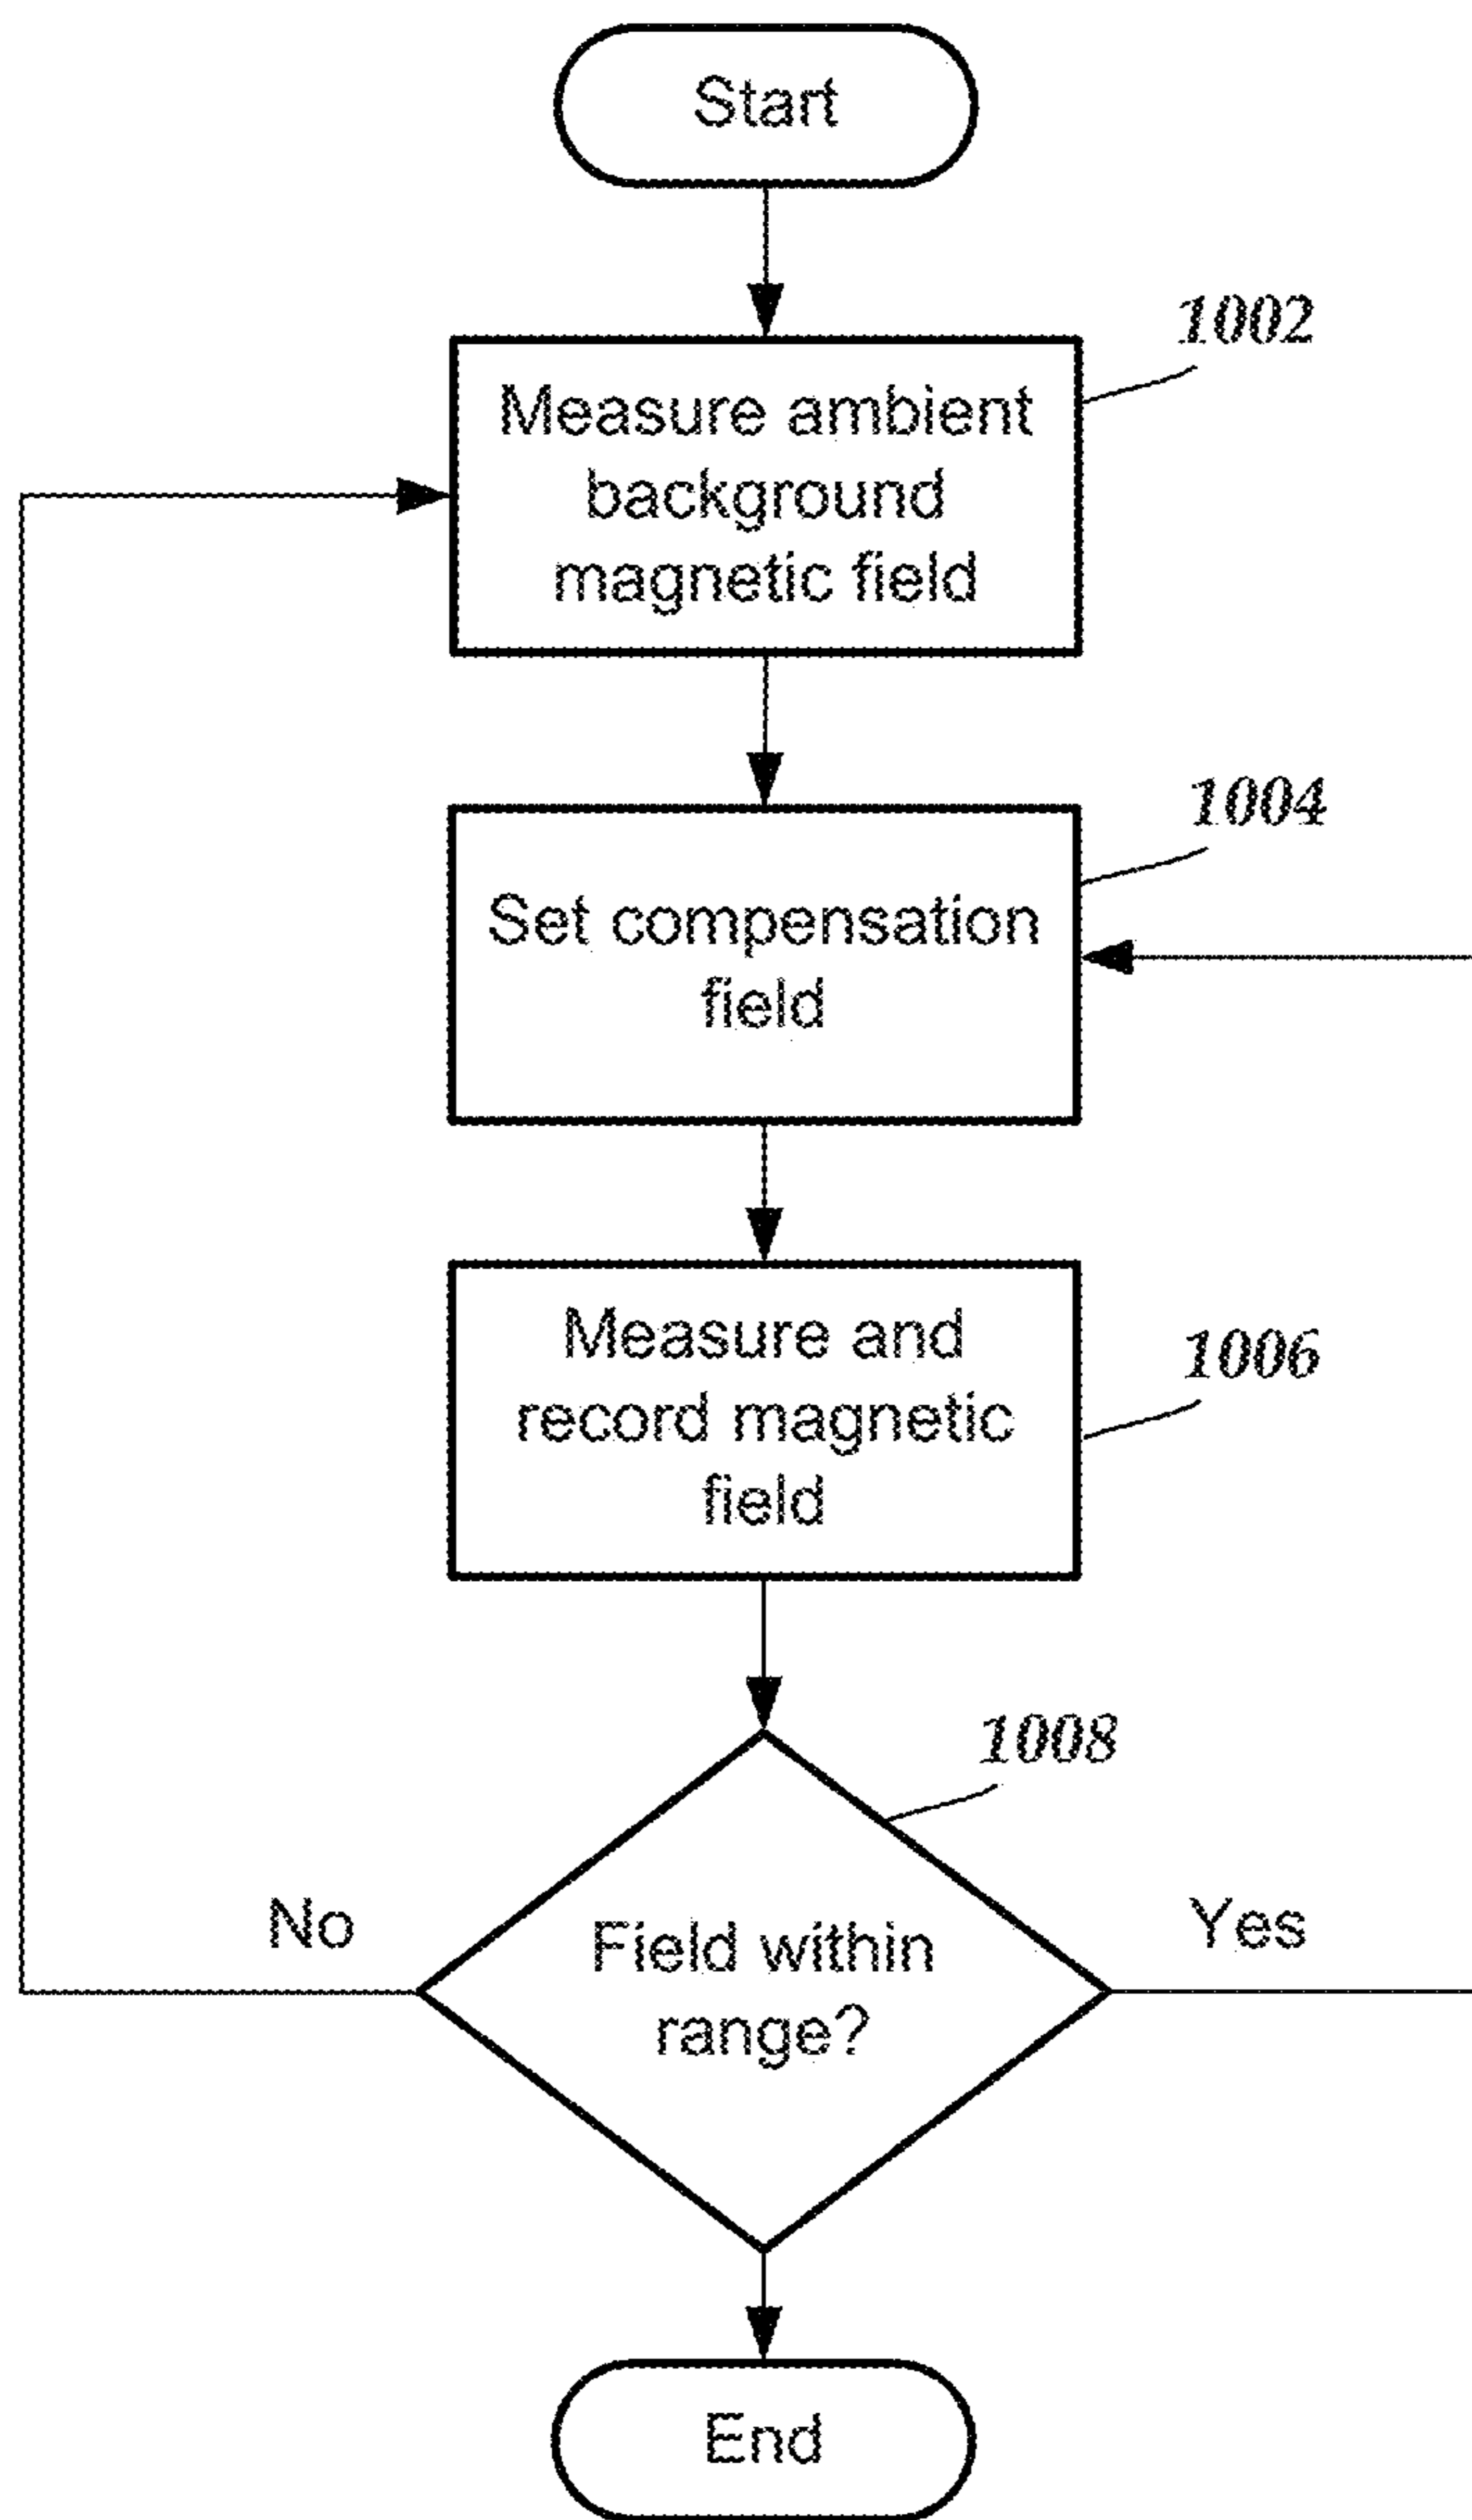 Start
1002
Measure ambient
background
magnetic field
1004
Set compensation
field
Measure and
record magnetic
field
1006
1008
No
Yes
Field within
range?
End